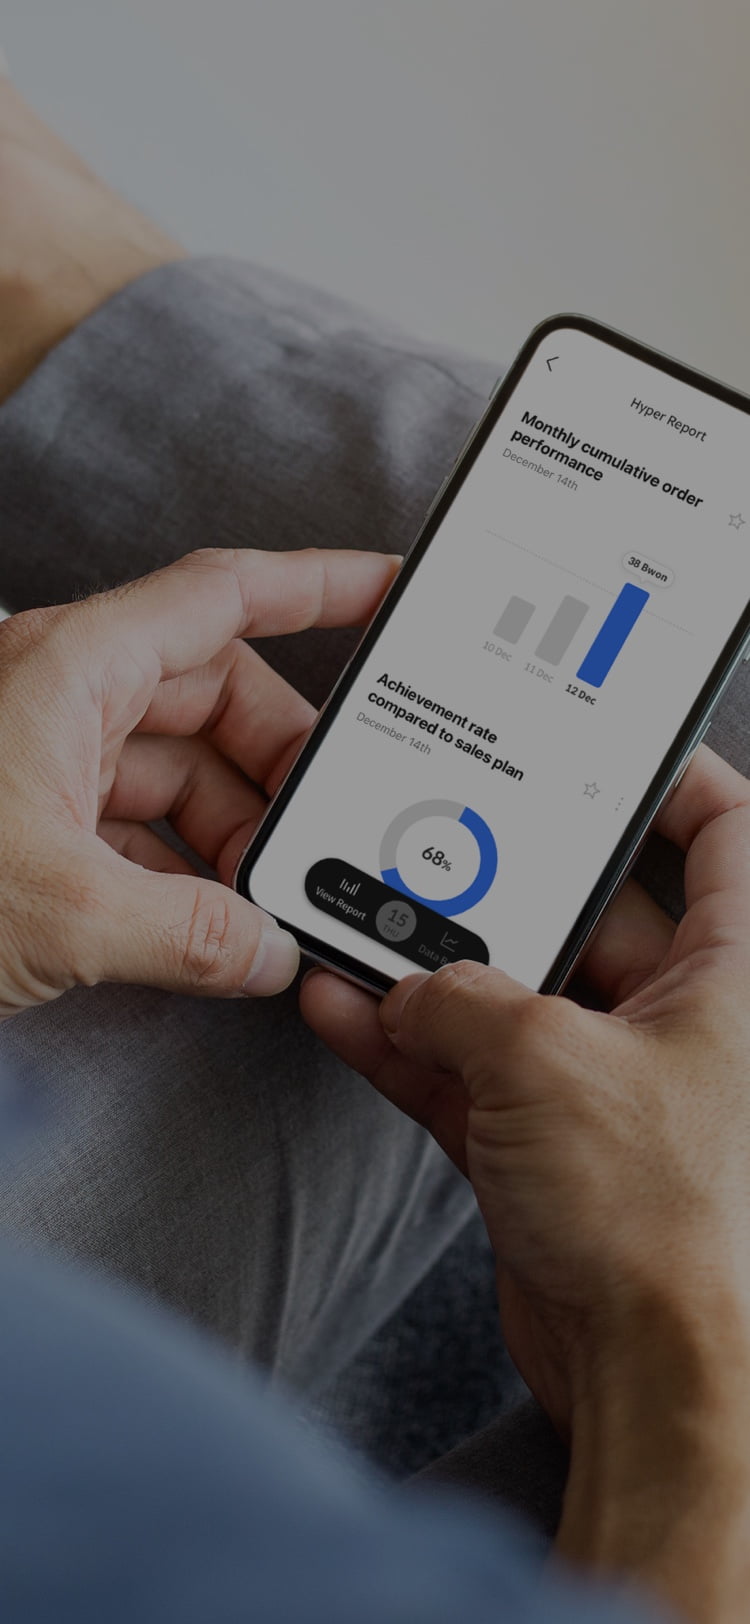 Hyper Report
Monthly cumulative order
performance
December 14th
38 Bwon
10 Dec
11 Dec
12 Dec
Achievement rate
compared to sales plan
December 14th
68%
View Report
15
THU
Data